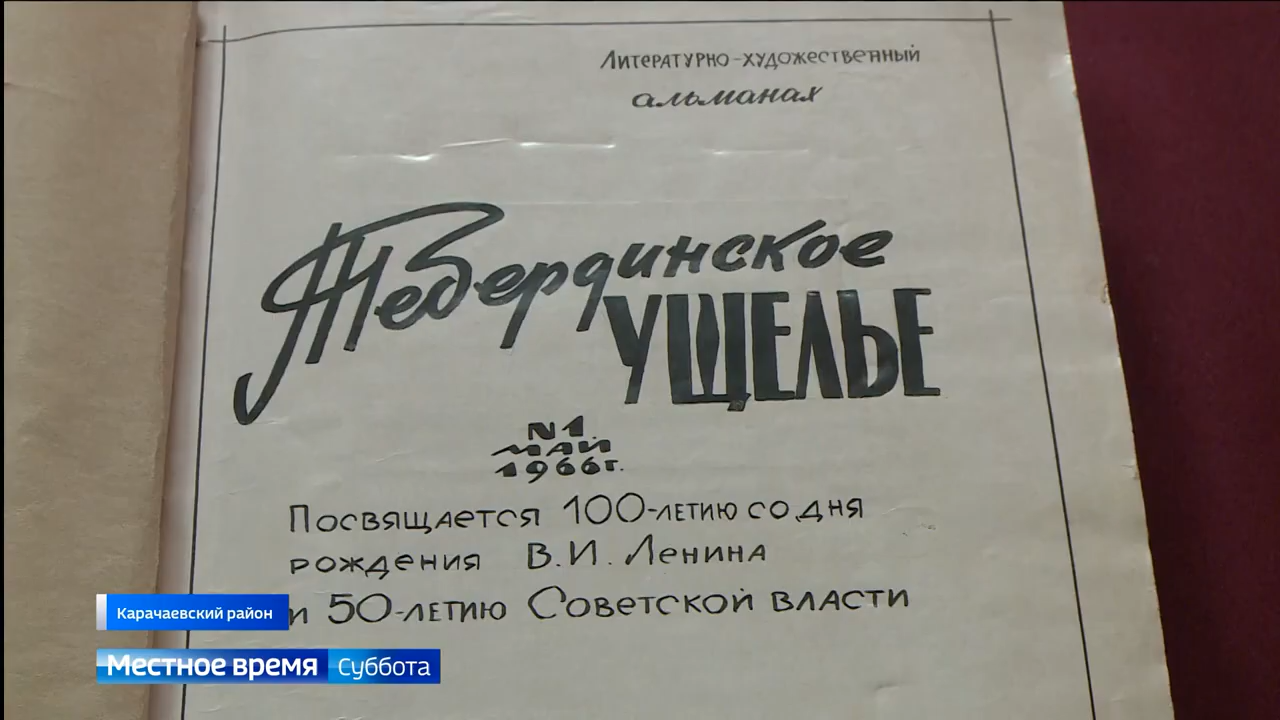 Литературно-художественный
альманах
Тебердинское
УЩЕЛЬЕ
N1.
МАЙ
1966г.
Посвящается 100-летию со дня
рождения В.И. Ленина
и 50-летию Советской власти
Карачаевский район
Местное время Суббота